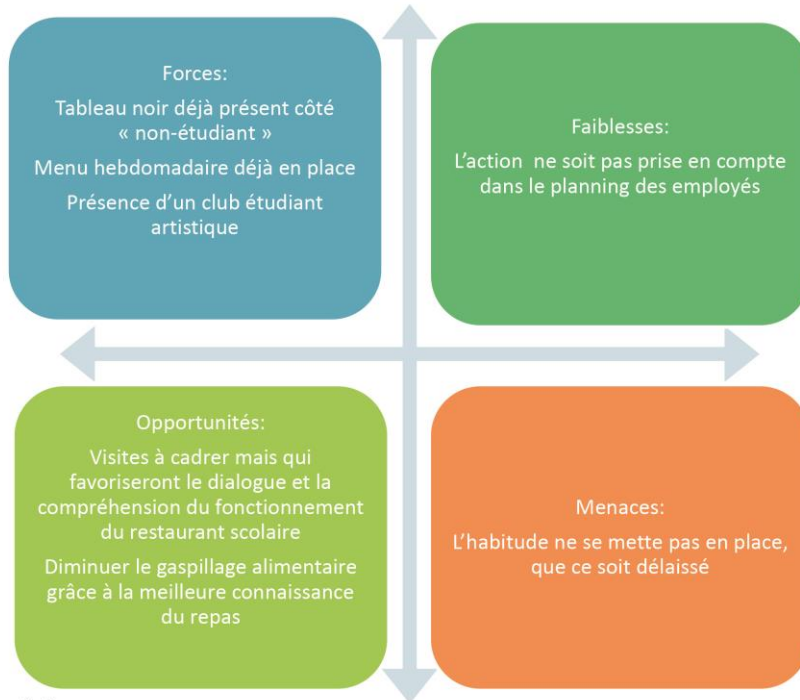 Forces:
Tableau noir déjà présent côté
« non-étudiant »
Menu hebdomadaire déjà en place
Présence d'un club étudiant
artistique
Faiblesses:
L'action  ne soit pas prise en compte
dans le planning des employés
Opportunités:
Visites à cadrer mais qui
favoriseront le dialogue et la
compréhension du fonctionnement
du restaurant scolaire
Diminuer le gaspillage alimentaire
grâce à la meilleure connaissance
du repas
Menaces:
L'habitude ne se mette pas en place,
que ce soit délaissé